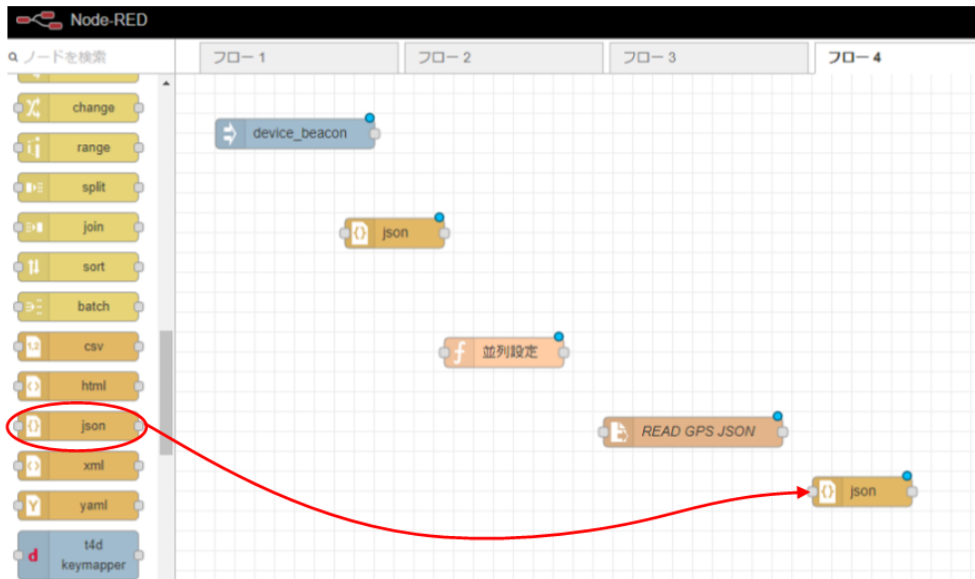 Node-RED
ノードを検索
フロー 1
フロー 2
フロー 3
フロー 4
change
range
split
join
sort
batch
1,2
csv
html
json
xml
Y
yaml
d
t4d
keymapper
device_beacon
json
並列設定
READ GPS JSON
json